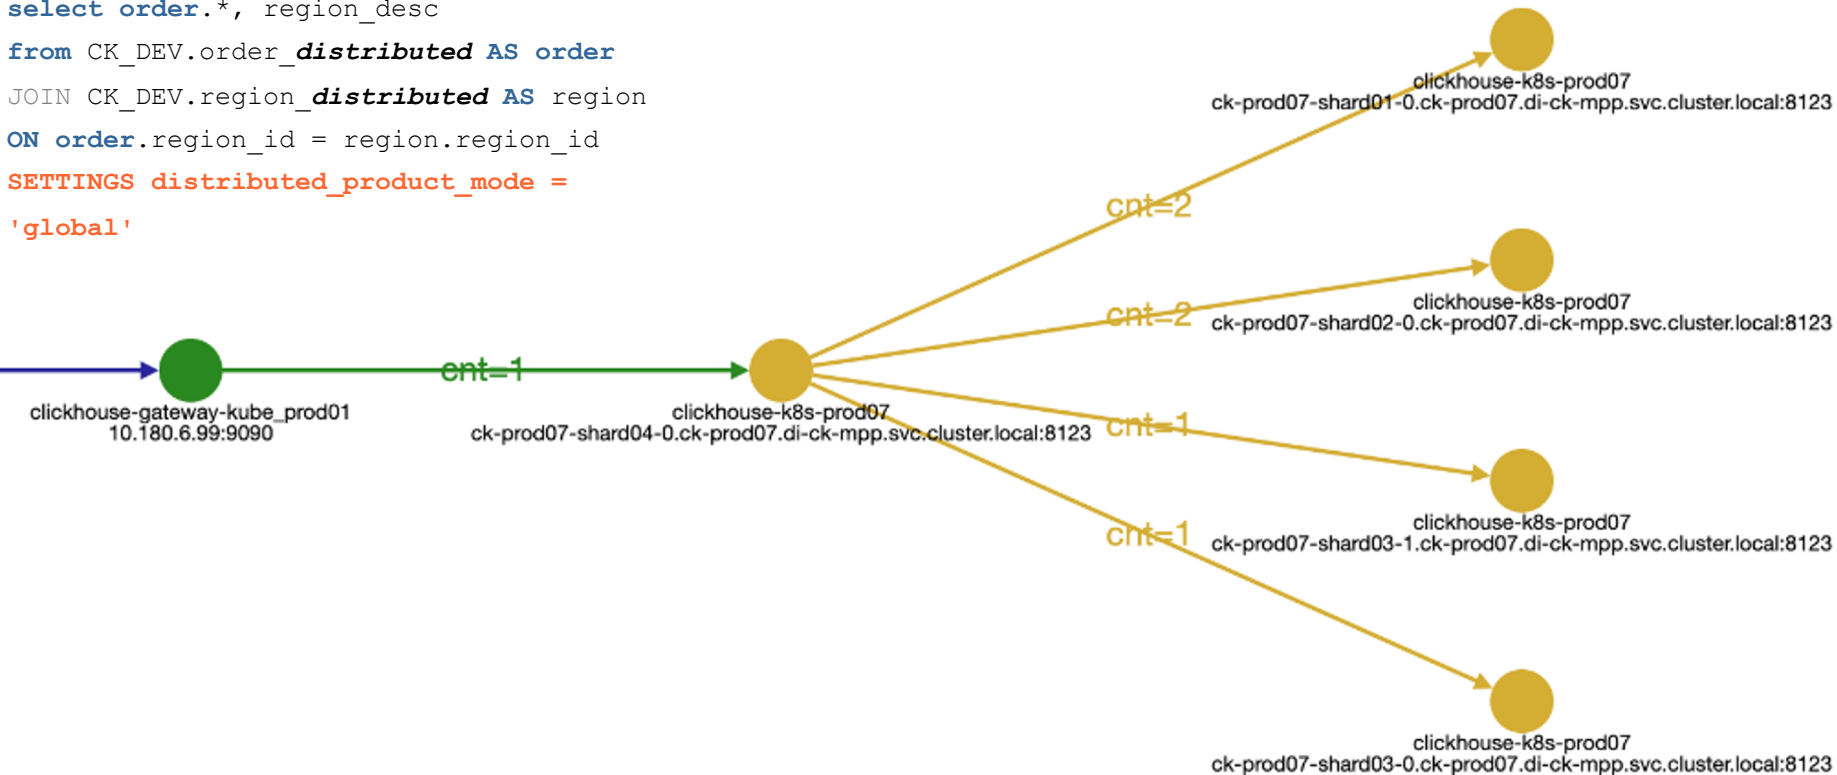 select order.*, region_desc
from CK_DEV.order_distributed AS order
JOIN CK_DEV.region_distributed AS region
ON order.region_id = region.region_id
SETTINGS distributed_product_mode =
'global'
clickhouse-k8s-prod07
ck-prod07-shard01-0.ck-prod07.di-ck-mpp.svc.cluster.local:8123
cnt=2
clickhouse-k8s-prod07
ck-prod07-shard02-0.ck-prod07.di-ck-mpp.svc.cluster.local:8123
cnt=2
cnt=1
clickhouse-gateway-kube_prod01
10.180.6.99:9090
clickhouse-k8s-prod07
ck-prod07-shard04-0.ck-prod07.di-ck-mpp.svc.cluster.local:8123
cnt=1
clickhouse-k8s-prod07
ck-prod07-shard03-1.ck-prod07.di-ck-mpp.svc.cluster.local:8123
cnt=1
clickhouse-k8s-prod07
ck-prod07-shard03-0.ck-prod07.di-ck-mpp.svc.cluster.local:8123